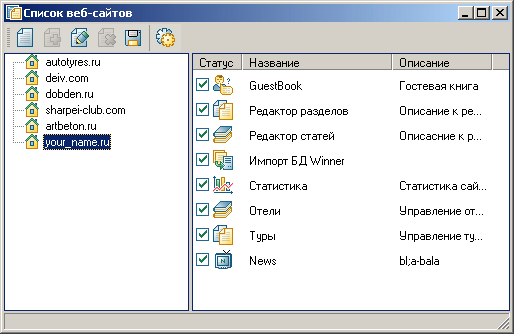 Список веб-сайтов
autotyres.ru
deiv.com
dobden.ru
sharpei-club.com
artbeton.ru
your_name.ru
Статус Название Описание
GuestBook Гостевая книга
Редактор разделов Описание к ре...
Редактор статей Описасние к р...
Импорт БД Winner
Статистика Статистика сай...
Отели Управление от...
Туры Управление ту...
News bl;a-bala